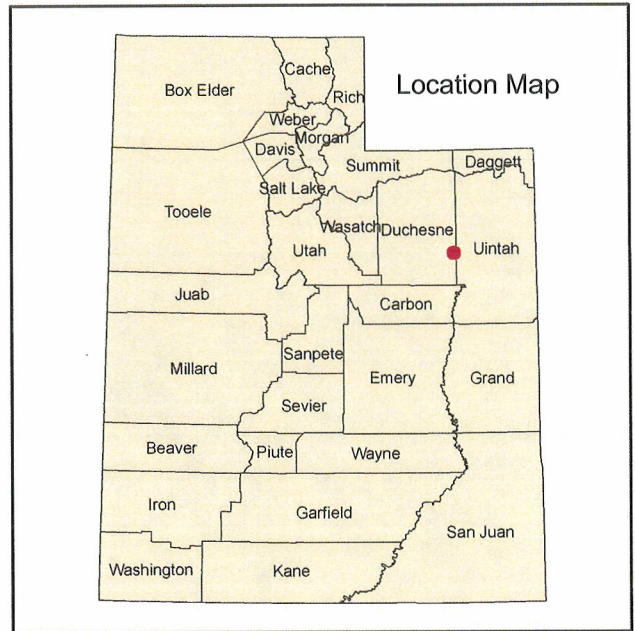 Location Map
Cache
Box Elder
Rich
Weber
Morgan
Davis
Summit
Daggett
Salt Lake
Tooele
Wasatch
Duchesne
Utah
Uintah
Juab
Carbon
Sanpete
Millard
Emery
Grand
Sevier
Beaver
Piute
Wayne
Iron
Garfield
San Juan
Washington
Kane